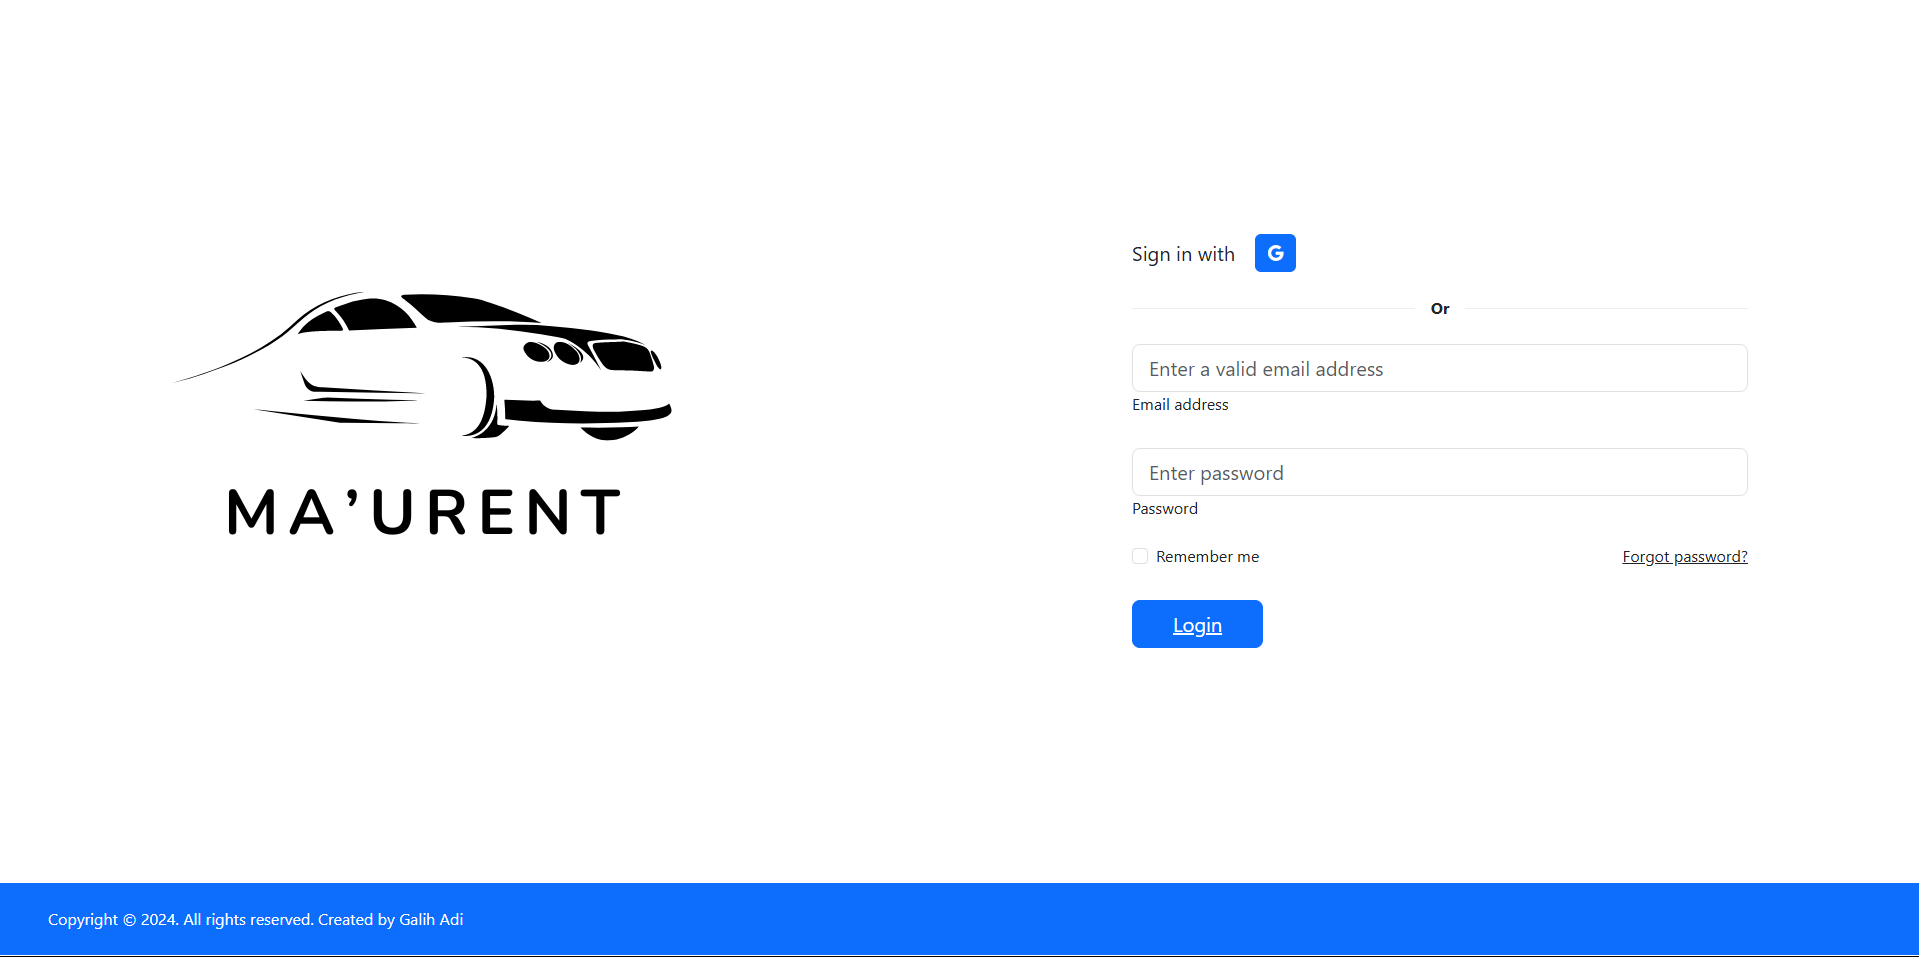 MA’URENT
Sign in with G
Or
Enter a valid email address
Email address
Enter password
Password
Remember me
Forgot password?
Login
Copyright © 2024. All rights reserved. Created by Galih Adi